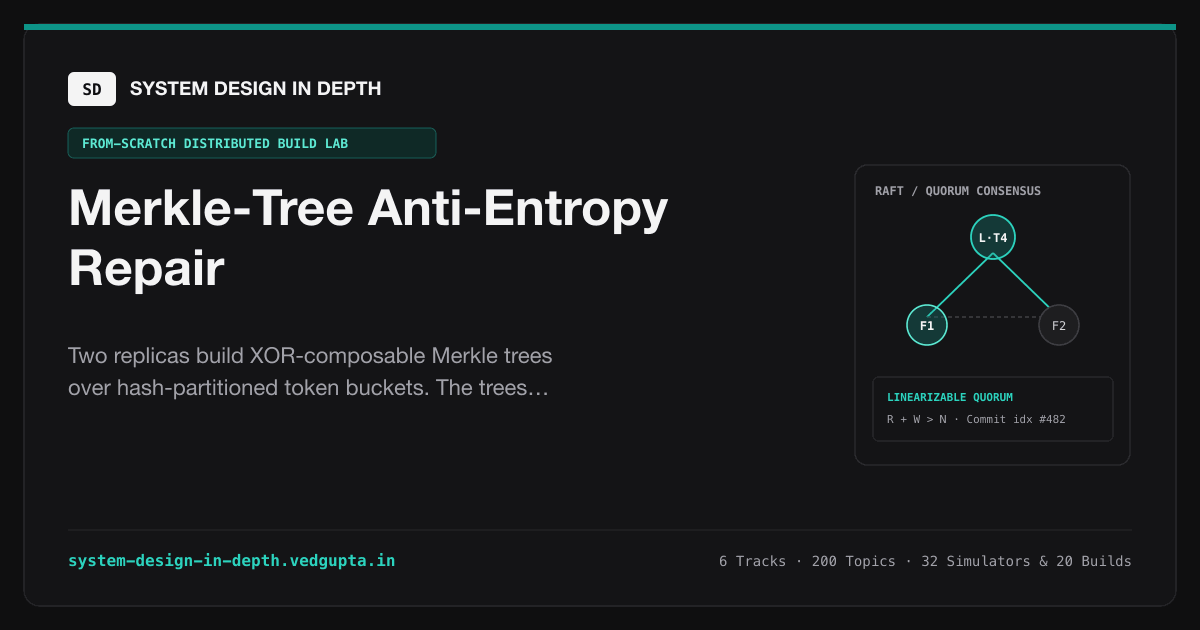 SD SYSTEM DESIGN IN DEPTH
FROM–SCRATCH DISTRIBUTED BUILD LAB
Merkle-Tree Anti-Entropy
Repair
Two replicas build XOR-composable Merkle trees
over hash-partitioned token buckets. The trees…
RAFT / QUORUM CONSENSUS
L·T4
F1
F2
LINEARIZABLE QUORUM
R + W > N · Commit idx #482
system–design–in–depth.vedgupta.in
6 Tracks · 200 Topics · 32 Simulators & 20 Builds